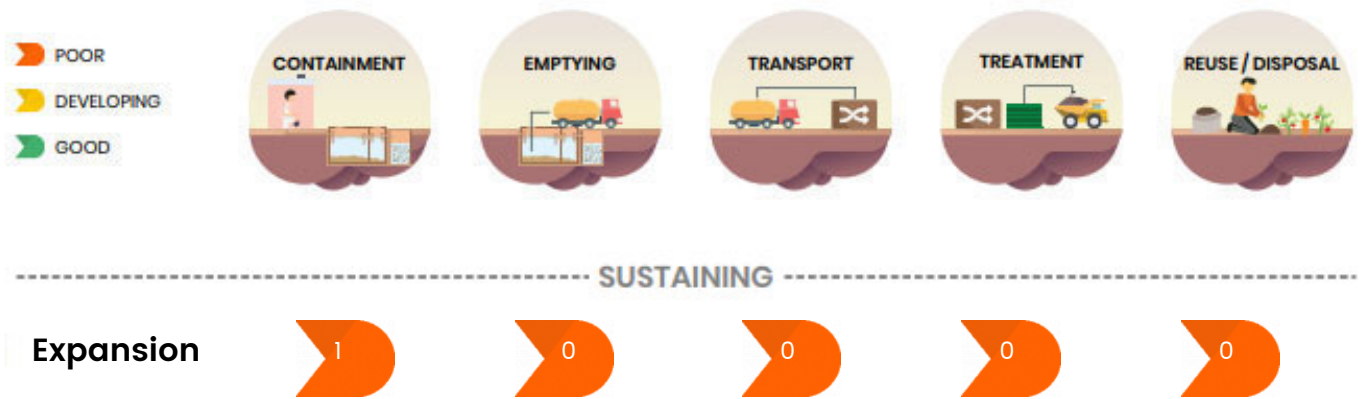 POOR
DEVELOPING
GOOD
CONTAINMENT
EMPTYING
TRANSPORT
TREATMENT
REUSE / DISPOSAL
SUSTAINING
Expansion 1 0 0 0 0